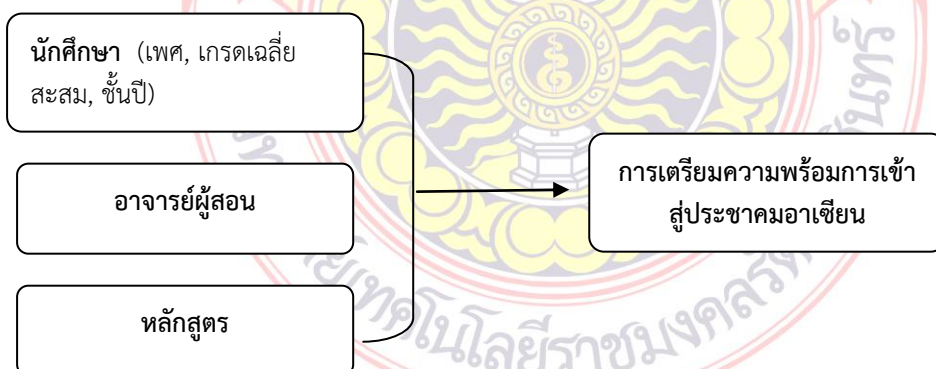 นักศึกษา (เพศ, เกรดเฉลี่ย
สะสม, ชั้นปี)
อาจารย์ผู้สอน
หลักสูตร
การเตรียมความพร้อมการเข้า
สู่ประชาคมอาเซียน